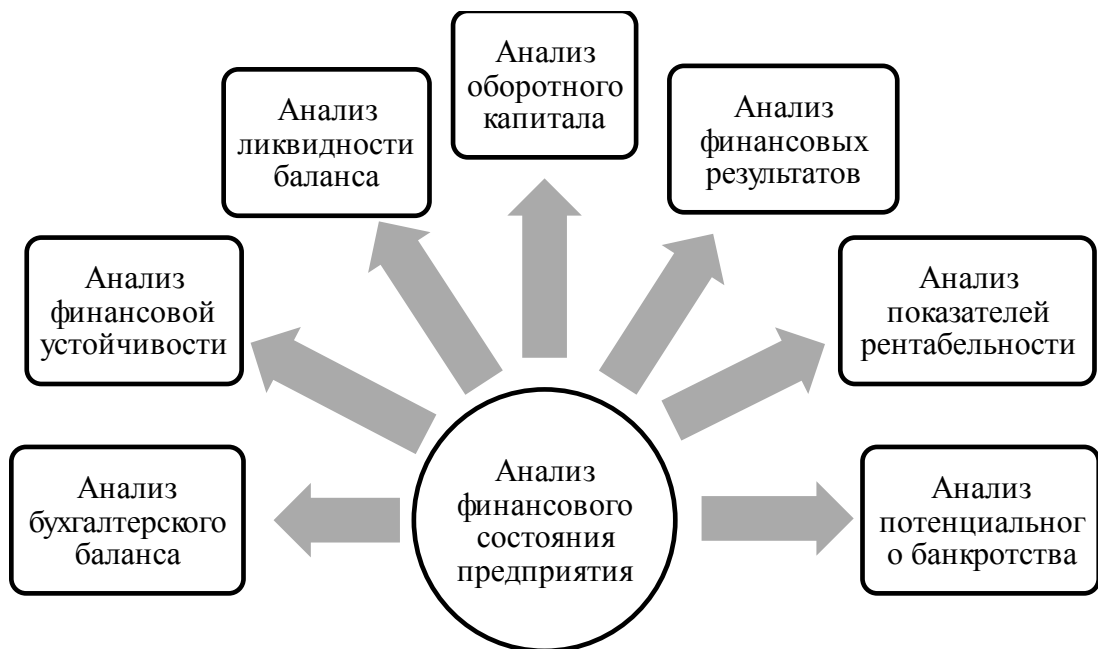 Анализ
оборотного
капитала
Анализ
ликвидности
баланса
Анализ
финансовых
результатов
Анализ
финансовой
устойчивости
Анализ
показателей
рентабельности
Анализ
бухгалтерского
баланса
Анализ
финансового
состояния
предприятия
Анализ
потенциальног
о банкротства